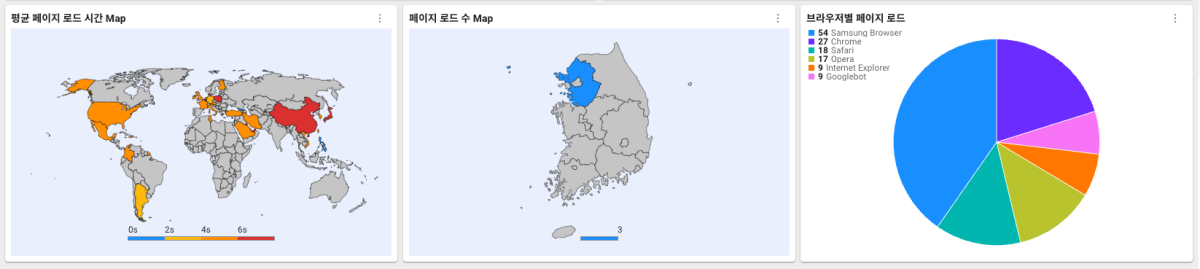 평균 페이지 로드 시간 Map
0s 2s 4s 6s
페이지 로드 수 Map
3
브라우저별 페이지 로드
54 Samsung Browser
27 Chrome
18 Safari
17 Opera
9 Internet Explorer
9 Googlebot